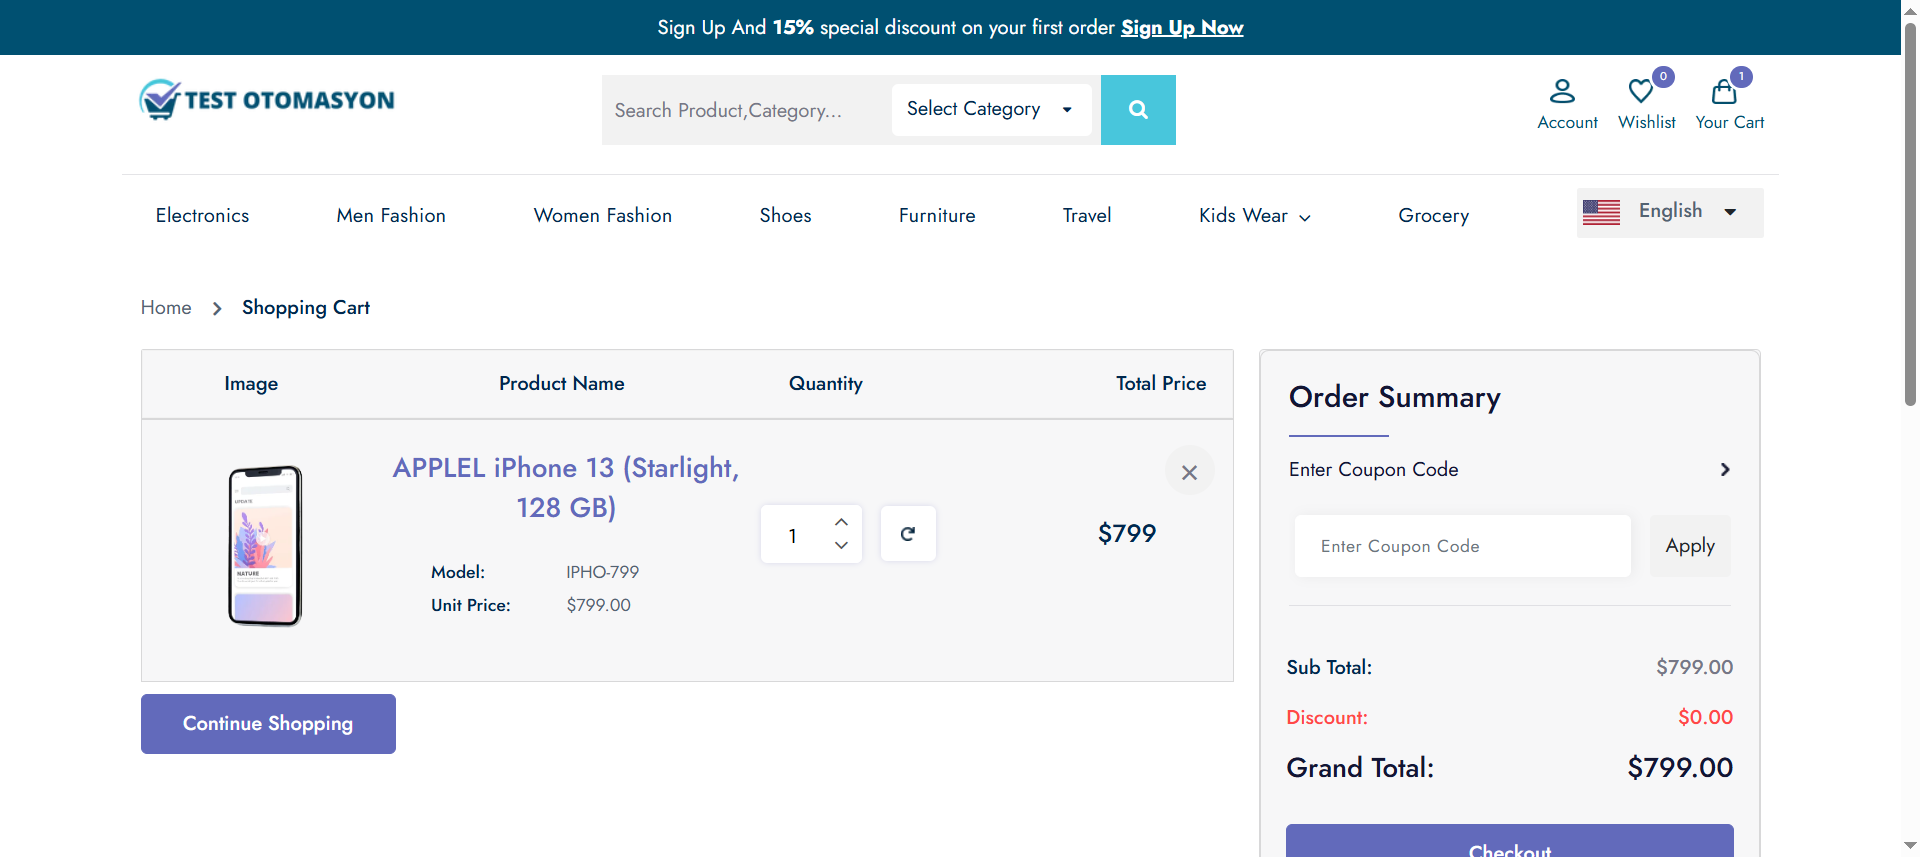 Sign Up And 15% special discount on your first order Sign Up Now
TEST OTOMASYON
Search Product,Category...
Select Category
0
1
Account
Wishlist
Your Cart
Electronics
Men Fashion
Women Fashion
Shoes
Furniture
Travel
Kids Wear
Grocery
English
Home
Shopping Cart
Image
Product Name
Quantity
Total Price
APPLEL iPhone 13 (Starlight,
128 GB)
Model:
IPHO-799
Unit Price:
$799.00
1
$799
Continue Shopping
Order Summary
Enter Coupon Code
Enter Coupon Code
Apply
Sub Total:
$799.00
Discount:
$0.00
Grand Total:
$799.00
Checkout
UPDATE
NATURE